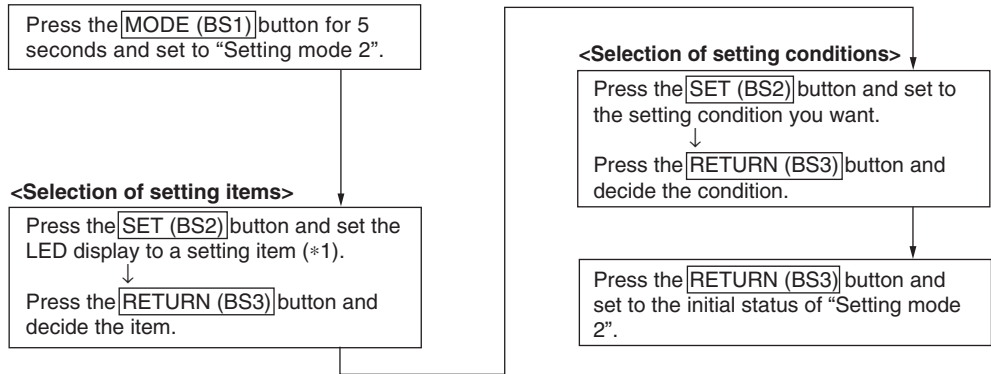 Press the MODE (BS1) button for 5
seconds and set to “Setting mode 2”.
<Selection of setting items>
Press the SET (BS2) button and set the
LED display to a setting item (∗1).
↓
Press the RETURN (BS3) button and
decide the item.
<Selection of setting conditions>
Press the SET (BS2) button and set to
the setting condition you want.
↓
Press the RETURN (BS3) button and
decide the condition.
Press the RETURN (BS3) button and
set to the initial status of “Setting mode
2”.